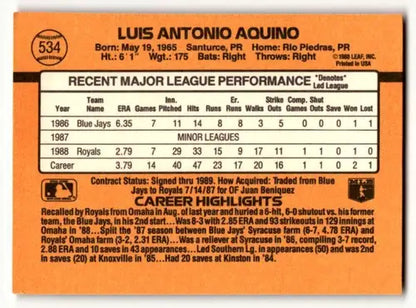 534
LUIS ANTONIO AQUINO
Born: May 19, 1965 Santurce, PR Home: Rio Piedras, PR
Ht.: 6' 1" Wgt.: 175 Bats: Right Throws: Right
©1989 LEAF, INC.
Printed in USA
RECENT MAJOR LEAGUE PERFORMANCE *Denotes* Led League
Year Team Name ERA Games Inn. Pitched Hits Runs Er. Runs Walks Strike Outs Comp. Games Shut Outs Save Won Lost
1986 Blue Jays 6.35 7 11 14 8 8 3 5 0 0 0 1 1
1987 MINOR LEAGUES
1988 Royals 2.79 7 29 33 15 9 17 11 1 1 0 1 0
Career 3.79 14 40 47 23 17 20 16 1 1 0 2 1
Contract Status: Signed thru 1989. How Acquired: Traded from Blue
Jays to Royals 7/14/87 for OF Juan Beniquez
CAREER HIGHLIGHTS
Recalled by Royals from Omaha in Aug. of last year and hurled a 6-hit, 6-0 shutout vs. his former
team, the Blue Jays, in his 2nd start...Was 8-3 with 2.85 ERA and 93 strikeouts in 129 innings at
Omaha in '88... Split the '87 season between Blue Jays' Syracuse farm (6-7, 4.78 ERA) and
Royals' Omaha farm (3-2, 2.31 ERA)...Was a reliever at Syracuse in '86, compiling 3-7 record,
2.88 ERA and 10 saves in 43 appearances...Led Southern Lg. in appearances (50) and was 2nd in
saves (20) at Knoxville in '85...Had 20 saves at Kinston in '84.